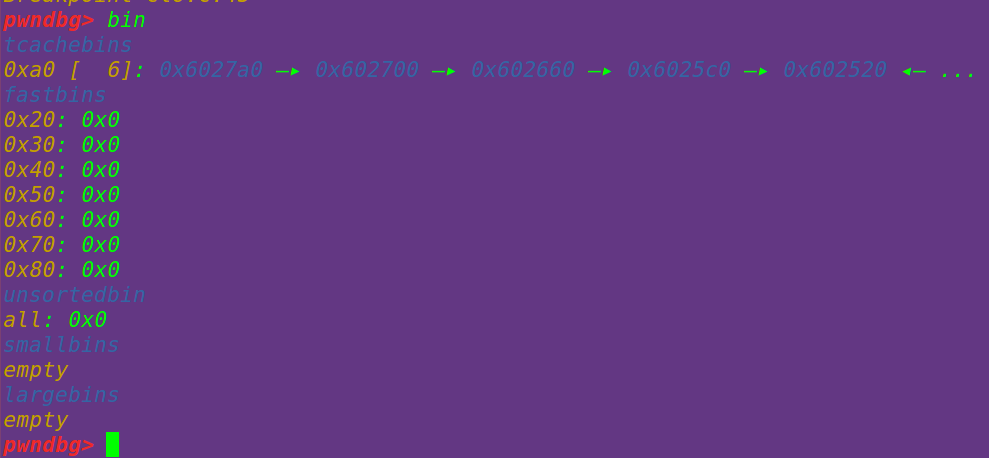 pwndbg> bin
tcachebins
0xa0 [  6]: 0x6027a0 —▸ 0x602700 —▸ 0x602660 —▸ 0x6025c0 —▸ 0x602520 ◂— ...
fastbins
0x20: 0x0
0x30: 0x0
0x40: 0x0
0x50: 0x0
0x60: 0x0
0x70: 0x0
0x80: 0x0
unsortedbin
all: 0x0
smallbins
empty
largebins
empty
pwndbg>